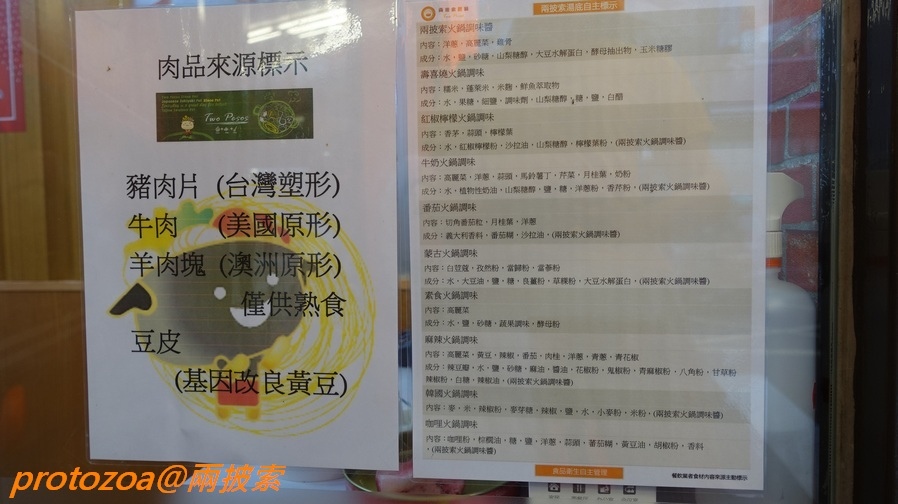 肉品來源標示
Two Pesos
豬肉片 (台灣塑形)
牛肉 (美國原形)
羊肉塊 (澳洲原形)
僅供熟食
豆皮
(基因改良黃豆)
兩披索湯底自主標示
兩披索火鍋調味醬
內容：洋蔥，高麗菜，雞骨
成分：水，鹽，砂糖，山梨糖醇，大豆水解蛋白，酵母抽出物，玉米糖膠
壽喜燒火鍋調味
內容：糯米，蓬萊米，米麴，鮮魚萃取物
成分：水，果糖，細鹽，調味劑，山梨糖醇，糖，鹽，白醋
紅椒檸檬火鍋調味
內容：香茅，蒜頭，檸檬葉
成分：水，紅椒檸檬粉，沙拉油，山梨糖醇，檸檬葉粉，(兩披索火鍋調味醬)
牛奶火鍋調味
內容：高麗菜，洋蔥，蒜頭，馬鈴薯丁，芹菜，月桂葉，奶粉
成分：水，植物性奶油，山梨糖醇，鹽，糖，洋蔥粉，香芹粉，(兩披索火鍋調味醬)
番茄火鍋調味
內容：切角番茄粒，月桂葉，洋蔥
成分：義大利香料，番茄糊，沙拉油，(兩披索火鍋調味醬)
蒙古火鍋調味
內容：白荳蔻，孜然粉，當歸粉，當蔘粉
成分：水，大豆油，鹽，糖，良薑粉，草粿粉，大豆水解蛋白，(兩披索火鍋調味醬)
素食火鍋調味
內容：高麗菜
成分：水，鹽，砂糖，蔬果調味，酵母粉
麻辣火鍋調味
內容：高麗菜，黃豆，辣椒，番茄，肉桂，洋蔥，青蔥，青花椒
成分：辣豆瓣，水，鹽，砂糖，麻油，醬油，花椒粉，鬼椒粉，青麻椒粉，八角粉，甘草粉
辣椒粉，白糖，辣椒油，(兩披索火鍋調味醬)
韓國火鍋調味
內容：麥，米，辣椒粉，麥芽糖，辣椒，鹽，水，小麥粉，米粉，(兩披索火鍋調味醬)
咖哩火鍋調味
內容：咖哩粉，棕櫚油，糖，鹽，洋蔥，蒜頭，蕃茄糊，黃豆油，胡椒粉，香料
，(兩披索火鍋調味醬)
食品衛生自主管理
餐飲業者食材內容來源主動標示
protozoa@兩披索